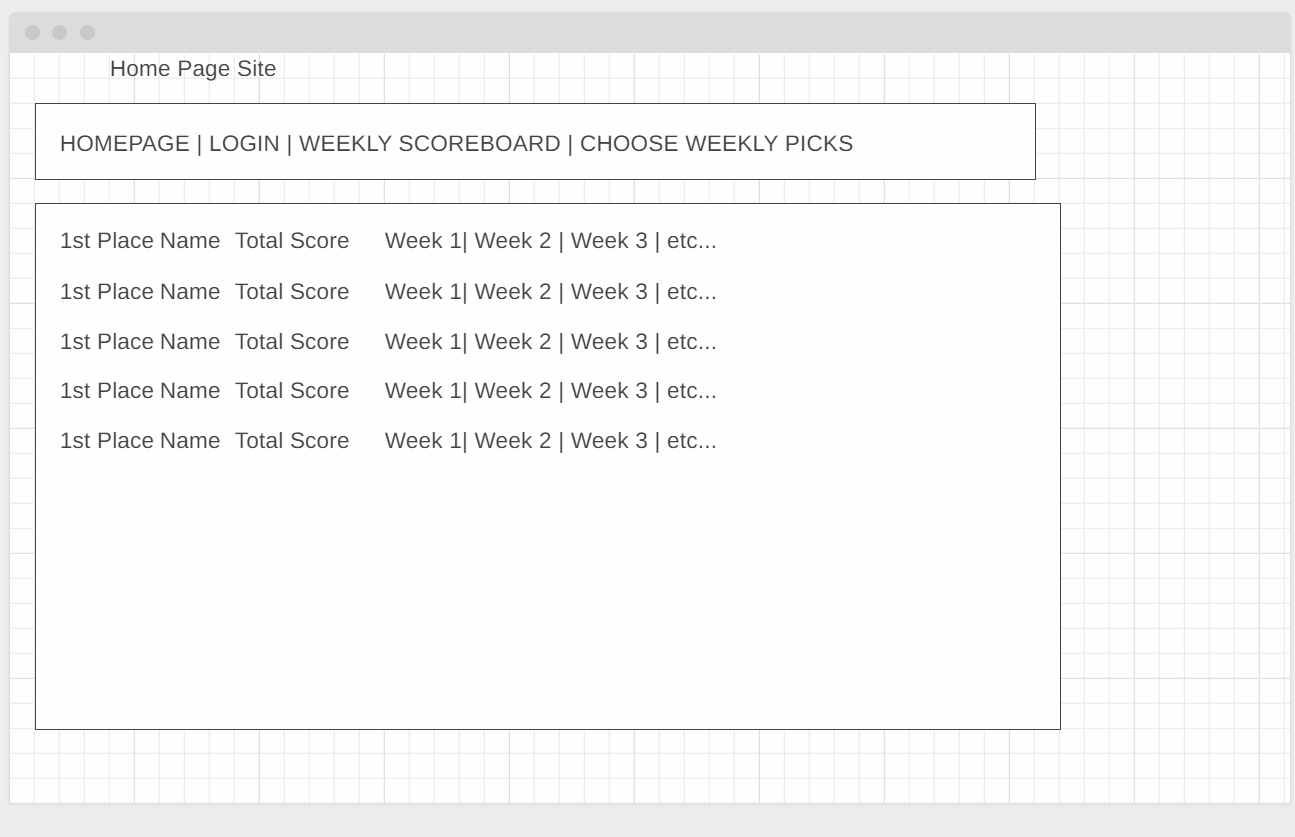 Home Page Site
HOMEPAGE | LOGIN | WEEKLY SCOREBOARD | CHOOSE WEEKLY PICKS
1st Place Name Total Score Week 1| Week 2 | Week 3 | etc...
1st Place Name Total Score Week 1| Week 2 | Week 3 | etc...
1st Place Name Total Score Week 1| Week 2 | Week 3 | etc...
1st Place Name Total Score Week 1| Week 2 | Week 3 | etc...
1st Place Name Total Score Week 1| Week 2 | Week 3 | etc...